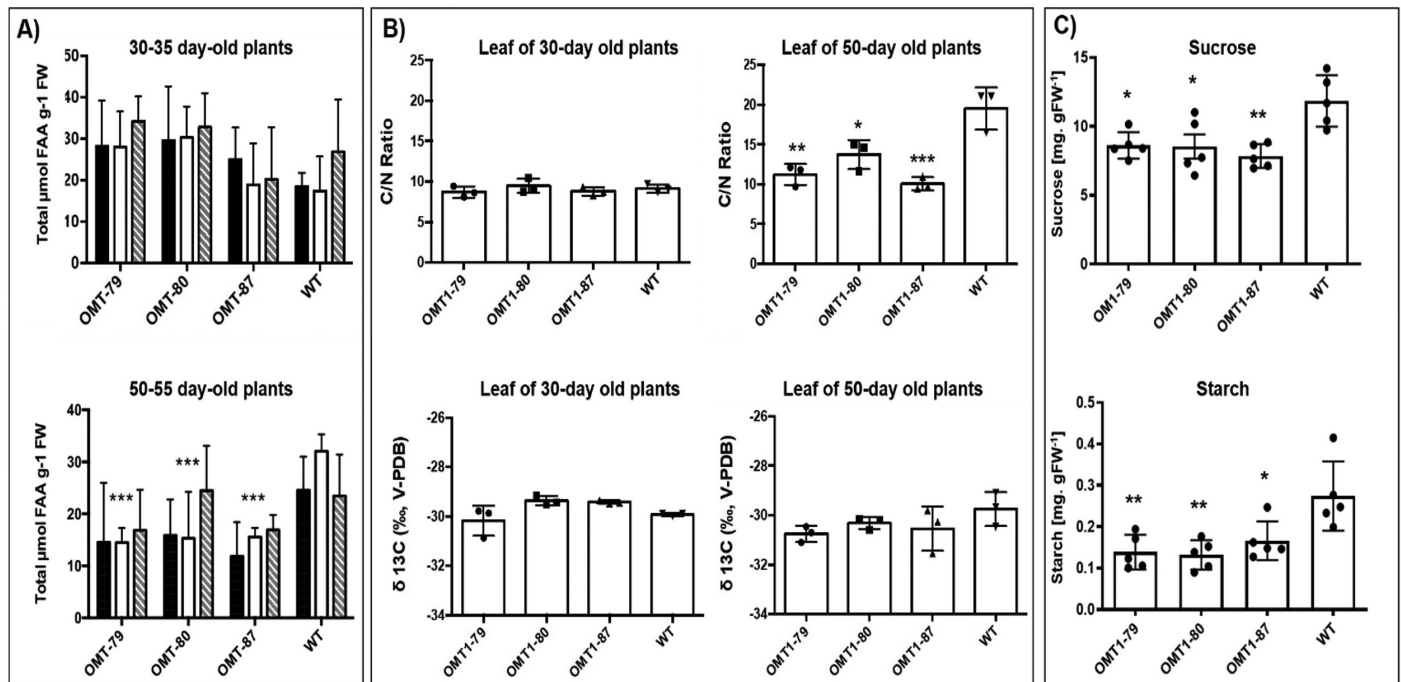 A)
30-35 day-old plants
Total µmol FAA g-1 FW
50
40
30
20
10
0
OMT-79
OMT-80
OMT-87
WT
50-55 day-old plants
Total µmol FAA g-1 FW
40
30
20
10
0
***
***
***
OMT-79
OMT-80
OMT-87
WT
B)
Leaf of 30-day old plants
C/N Ratio
25
20
15
10
5
0
OMT1-79
OMT1-80
OMT1-87
WT
Leaf of 50-day old plants
C/N Ratio
25
20
15
10
5
0
**
*
***
OMT1-79
OMT1-80
OMT1-87
WT
Leaf of 30-day old plants
δ 13C (‰, V-PDB)
-26
-28
-30
-32
-34
OMT1-79
OMT1-80
OMT1-87
WT
Leaf of 50-day old plants
δ 13C (‰, V-PDB)
-26
-28
-30
-32
-34
OMT1-79
OMT1-80
OMT1-87
WT
C)
Sucrose
Sucrose [mg. gFW⁻¹]
15
10
5
0
*
*
**
OM1-79
OMT1-80
OMT1-87
WT
Starch
Starch [mg. gFW⁻¹]
0.5
0.4
0.3
0.2
0.1
0.0
**
**
*
OMT1-79
OMT1-80
OMT1-87
WT